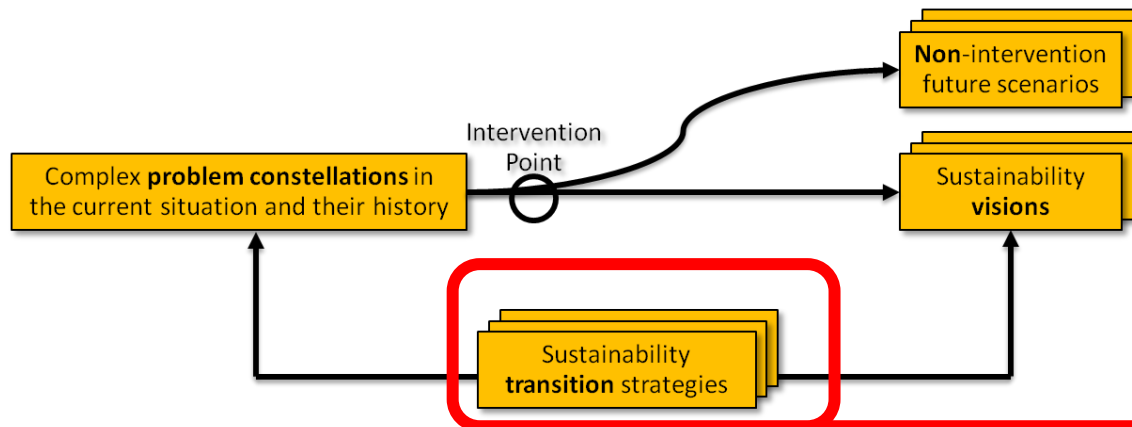 Non-intervention
future scenarios
Intervention
Point
Complex problem constellations in
the current situation and their history
Sustainability
visions
Sustainability
transition strategies